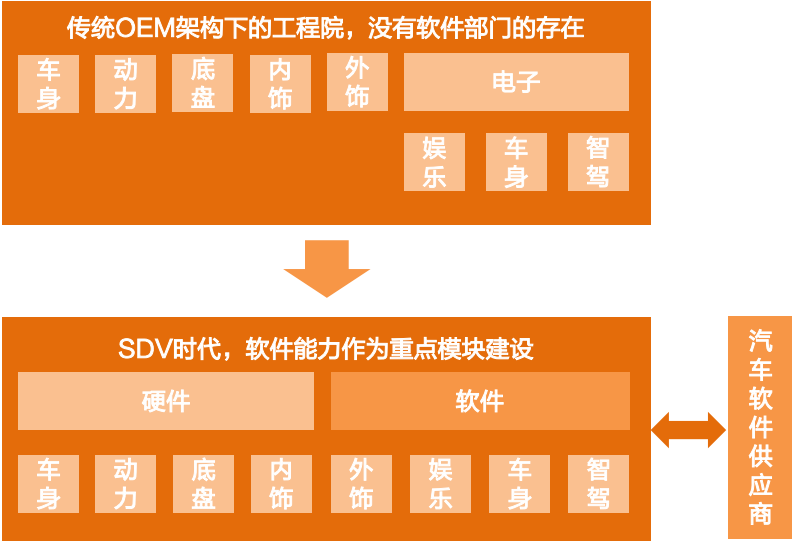 传统OEM架构下的工程院，没有软件部门的存在
车身
动力
底盘
内饰
外饰
电子
娱乐
车身
智驾
SDV时代，软件能力作为重点模块建设
硬件
软件
车身
动力
底盘
内饰
外饰
娱乐
车身
智驾
汽车软件供应商